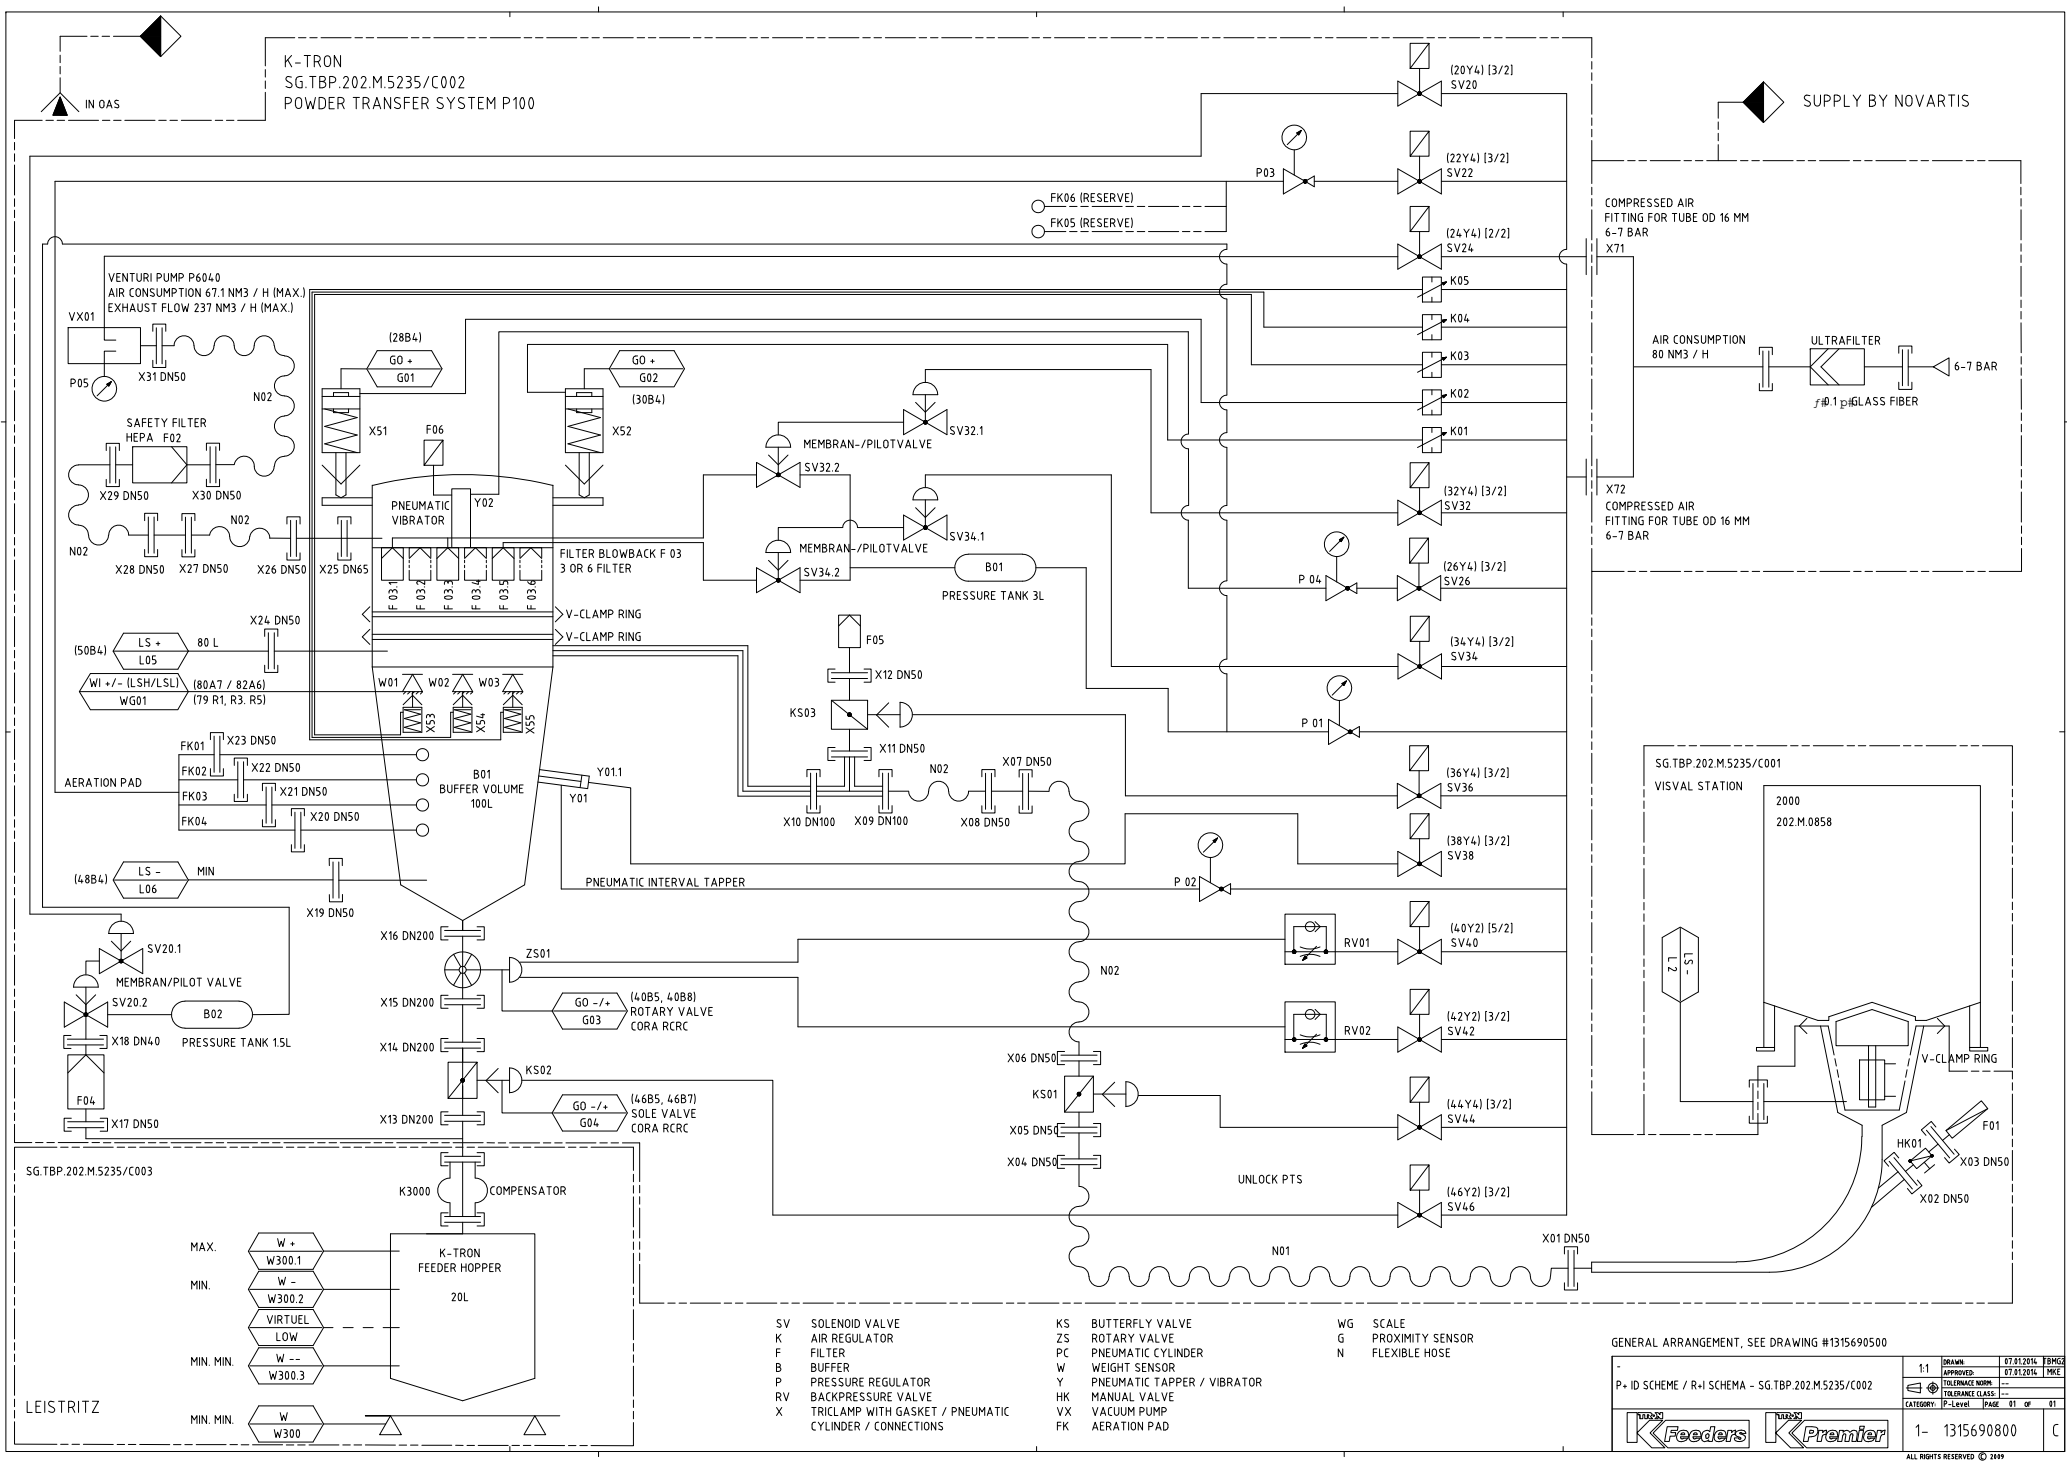 K-TRON
SG.TBP.202.M.5235/C002
POWDER TRANSFER SYSTEM P100
IN OAS
SUPPLY BY NOVARTIS
(20Y4) [3/2]
SV20
P03
(22Y4) [3/2]
SV22
FK06 (RESERVE)
FK05 (RESERVE)
(24Y4) [2/2]
SV24
COMPRESSED AIR
FITTING FOR TUBE OD 16 MM
6-7 BAR
X71
VENTURI PUMP P6040
AIR CONSUMPTION 67.1 NM3 / H (MAX.)
EXHAUST FLOW 237 NM3 / H (MAX.)
VX01
P05
X31 DN50
N02
K05
K04
K03
K02
K01
AIR CONSUMPTION
80 NM3 / H
ULTRAFILTER
6-7 BAR
GLASS FIBER
(28B4)
GO +
G01
GO +
G02
(30B4)
X51
X52
F06
SAFETY FILTER
HEPA F02
X29 DN50
X30 DN50
N02
X28 DN50
X27 DN50
N02
X26 DN50
X25 DN65
PNEUMATIC
VIBRATOR
Y02
SV32.1
MEMBRAN-/PILOTVALVE
SV32.2
SV34.1
MEMBRAN-/PILOTVALVE
SV34.2
B01
PRESSURE TANK 3L
FILTER BLOWBACK F 03
3 OR 6 FILTER
F 03.1
F 03.2
F 03.3
F 03.4
F 03.5
F 03.6
V-CLAMP RING
V-CLAMP RING
(32Y4) [3/2]
SV32
X72
COMPRESSED AIR
FITTING FOR TUBE OD 16 MM
6-7 BAR
P 04
(26Y4) [3/2]
SV26
(34Y4) [3/2]
SV34
P 01
X24 DN50
(50B4)
LS +
L05
80 L
WI +/- (LSH/LSL)
WG01
(80A7 / 82A6)
(79 R1, R3. R5)
W01
W02
W03
X53
X54
X55
F05
X12 DN50
KS03
X11 DN50
FK01
X23 DN50
FK02
X22 DN50
AERATION PAD
FK03
X21 DN50
FK04
X20 DN50
B01
BUFFER VOLUME
100L
Y01.1
Y01
X10 DN100
X09 DN100
N02
X08 DN50
X07 DN50
(36Y4) [3/2]
SV36
(38Y4) [3/2]
SV38
(48B4)
LS -
L06
MIN
X19 DN50
PNEUMATIC INTERVAL TAPPER
P 02
SG.TBP.202.M.5235/C001
VISVAL STATION
2000
202.M.0858
LS -
L2
V-CLAMP RING
F01
HK01
X03 DN50
X02 DN50
X16 DN200
ZS01
SV20.1
MEMBRAN/PILOT VALVE
SV20.2
B02
PRESSURE TANK 1.5L
X18 DN40
F04
X17 DN50
X15 DN200
GO -/+
G03
(40B5, 40B8)
ROTARY VALVE
CORA RCRC
X14 DN200
KS02
GO -/+
G04
(46B5, 46B7)
SOLE VALVE
CORA RCRC
X13 DN200
N02
RV01
(40Y2) [5/2]
SV40
RV02
(42Y2) [3/2]
SV42
X06 DN50
KS01
X05 DN50
X04 DN50
(44Y4) [3/2]
SV44
UNLOCK PTS
(46Y2) [3/2]
SV46
N01
X01 DN50
SG.TBP.202.M.5235/C003
K3000
COMPENSATOR
MAX.
W +
W300.1
K-TRON
FEEDER HOPPER
20L
MIN.
W -
W300.2
VIRTUEL
LOW
MIN. MIN.
W --
W300.3
LEISTRITZ
MIN. MIN.
W
W300
SV SOLENOID VALVE
K AIR REGULATOR
F FILTER
B BUFFER
P PRESSURE REGULATOR
RV BACKPRESSURE VALVE
X TRICLAMP WITH GASKET / PNEUMATIC
CYLINDER / CONNECTIONS
KS BUTTERFLY VALVE
ZS ROTARY VALVE
PC PNEUMATIC CYLINDER
W WEIGHT SENSOR
Y PNEUMATIC TAPPER / VIBRATOR
HK MANUAL VALVE
VX VACUUM PUMP
FK AERATION PAD
WG SCALE
G PROXIMITY SENSOR
N FLEXIBLE HOSE
GENERAL ARRANGEMENT, SEE DRAWING #1315690500
-
P+ ID SCHEME / R+I SCHEMA - SG.TBP.202.M.5235/C002
1:1
DRAWN: 07.01.2014 TBMG2
APPROVED: 07.01.2014 MKE
TOLERNACE NORM: --
TOLERANCE CLASS: --
CATEGORY: P-Level PAGE 01 OF 01
K-TRON Feeders
K-TRON Premier
1- 1315690800 C
ALL RIGHTS RESERVED © 2009